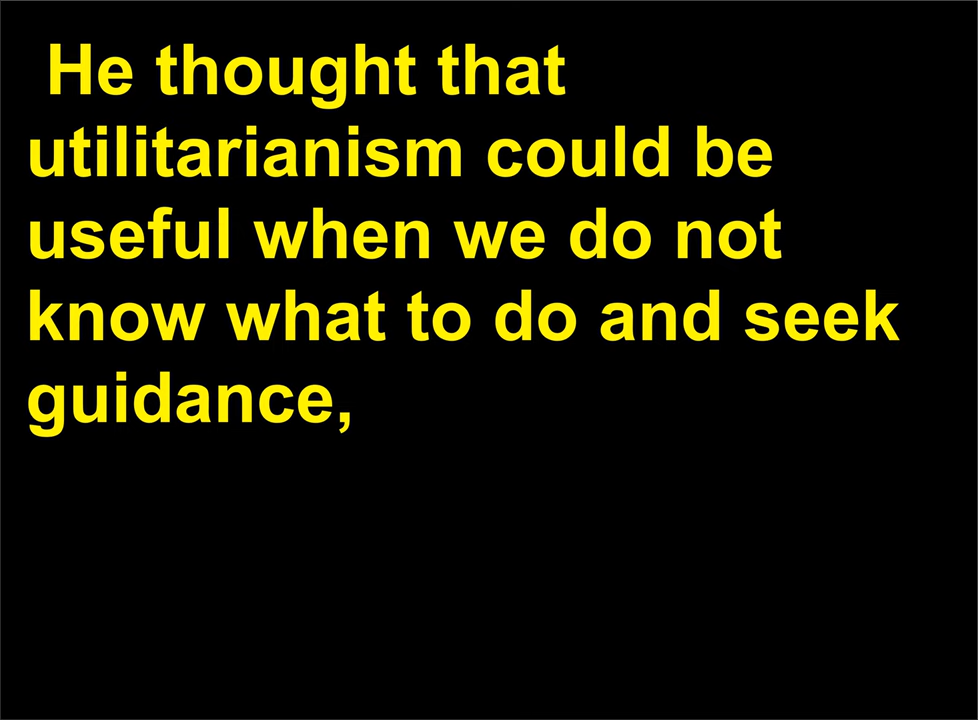 He thought that
utilitarianism could be
useful when we do not
know what to do and seek
guidance,